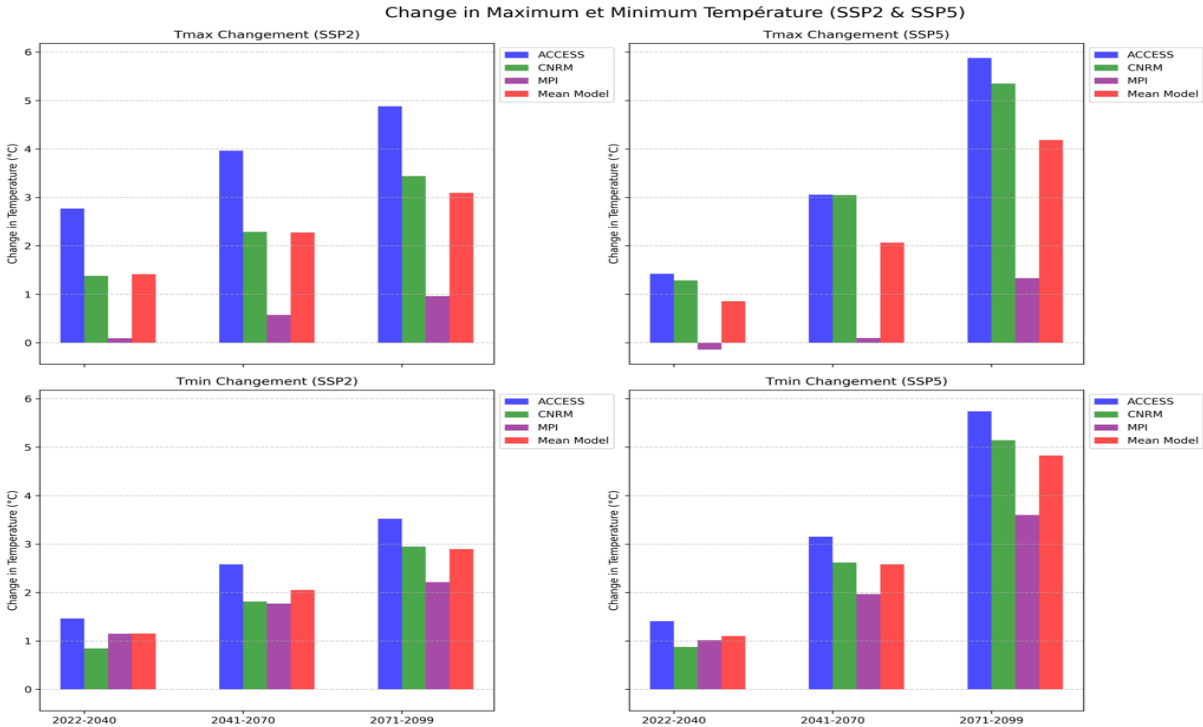 Change in Maximum et Minimum Température (SSP2 & SSP5)
Tmax Changement (SSP2)
Change in Temperature (°C)
6
5
4
3
2
1
0
ACCESS
CNRM
MPI
Mean Model
Tmax Changement (SSP5)
Change in Temperature (°C)
ACCESS
CNRM
MPI
Mean Model
Tmin Changement (SSP2)
Change in Temperature (°C)
6
5
4
3
2
1
0
2022-2040
2041-2070
2071-2099
ACCESS
CNRM
MPI
Mean Model
Tmin Changement (SSP5)
Change in Temperature (°C)
2022-2040
2041-2070
2071-2099
ACCESS
CNRM
MPI
Mean Model